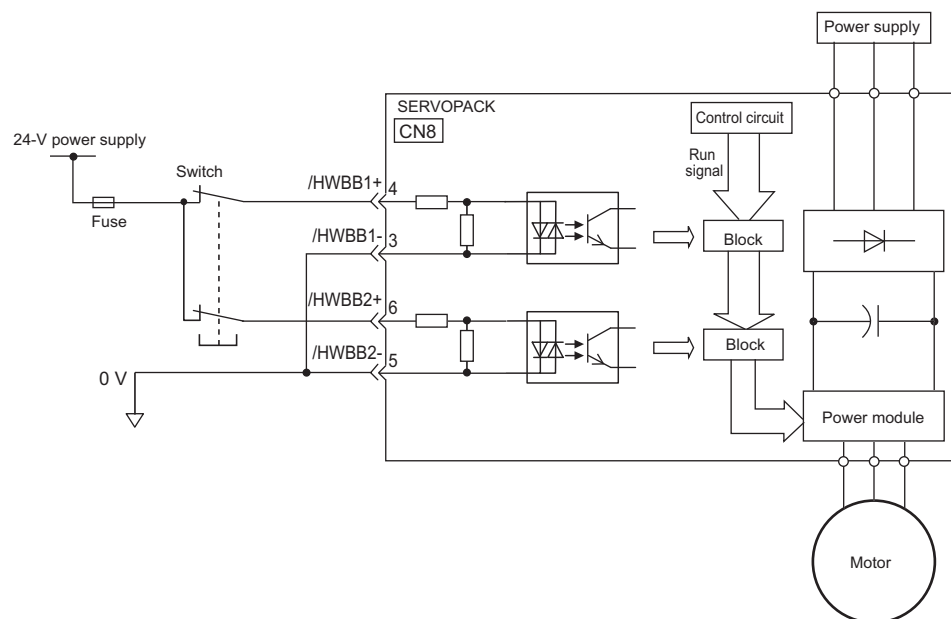 Power supply
SERVOPACK
CN8
Control circuit
24-V power supply
Run
signal
Switch
/HWBB1+
4
Fuse
/HWBB1-
3
Block
/HWBB2+
6
Block
/HWBB2-
5
0 V
Power module
Motor